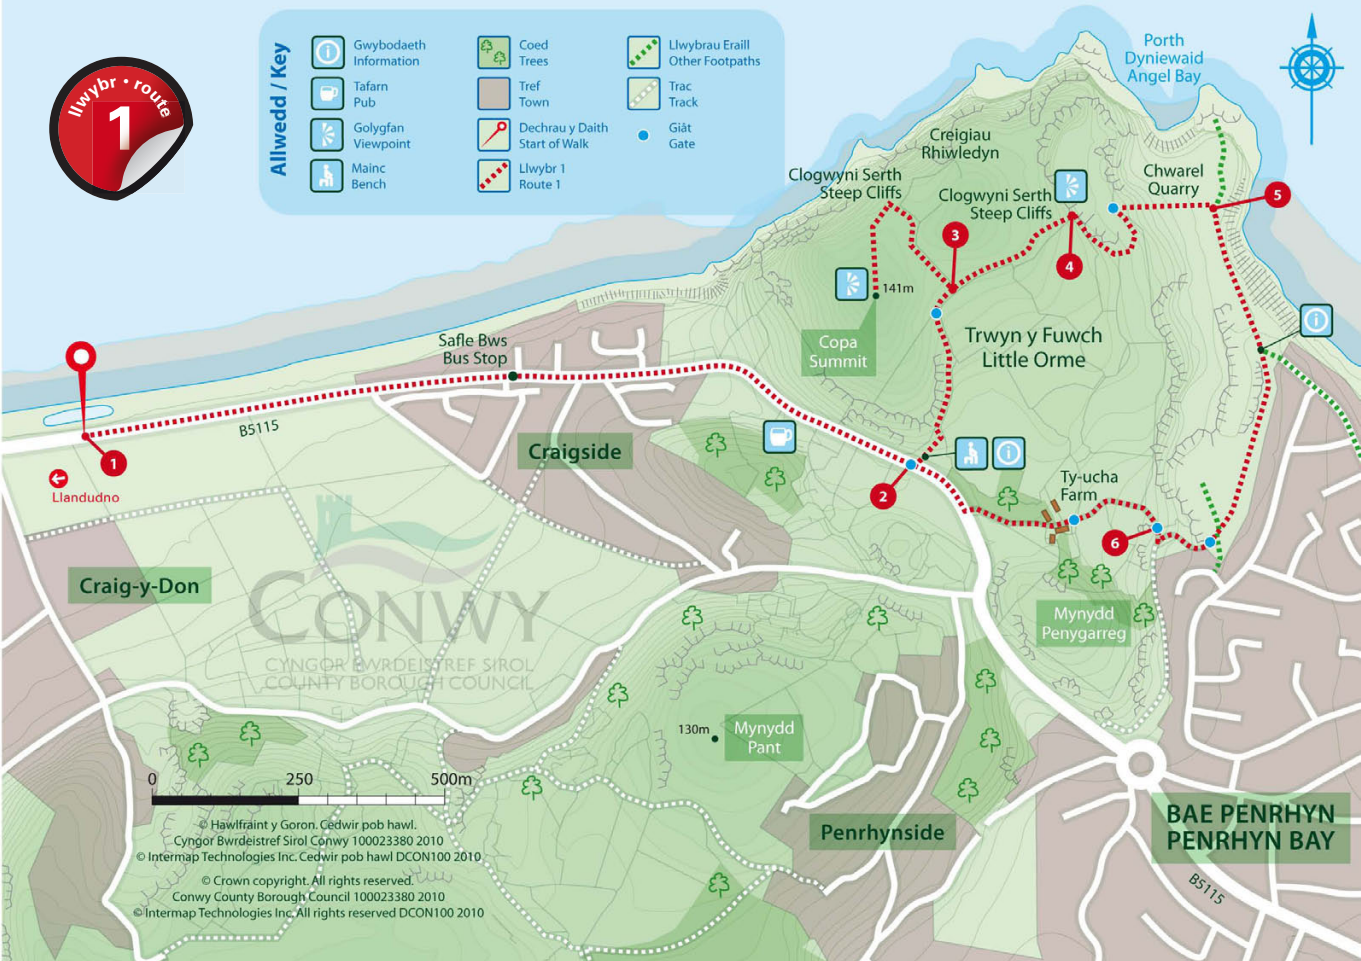 llwybr • route
1
Allwedd / Key
Gwybodaeth
Information
Tafarn
Pub
Golygfan
Viewpoint
Mainc
Bench
Coed
Trees
Tref
Town
Dechrau y Daith
Start of Walk
Llwybr 1
Route 1
Llwybrau Eraill
Other Footpaths
Trac
Track
Giât
Gate
Porth
Dyniewaid
Angel Bay
Creigiau
Rhiwledyn
Clogwyni Serth
Steep Cliffs
Clogwyni Serth
Steep Cliffs
Chwarel
Quarry
5
3
4
141m
Copa
Summit
Trwyn y Fuwch
Little Orme
Safle Bws
Bus Stop
B5115
1
Llandudno
Craigside
2
Ty-ucha
Farm
6
Craig-y-Don
CONWY
CYNGOR BWRDEISTREF SIROL
COUNTY BOROUGH COUNCIL
Mynydd
Penygarreg
130m
Mynydd
Pant
0 250 500m
© Hawlfraint y Goron. Cedwir pob hawl.
Cyngor Bwrdeistref Sirol Conwy 100023380 2010
© Intermap Technologies Inc. Cedwir pob hawl DCON100 2010
© Crown copyright. All rights reserved.
Conwy County Borough Council 100023380 2010
© Intermap Technologies Inc. All rights reserved DCON100 2010
Penrhynside
BAE PENRHYN
PENRHYN BAY
B5115